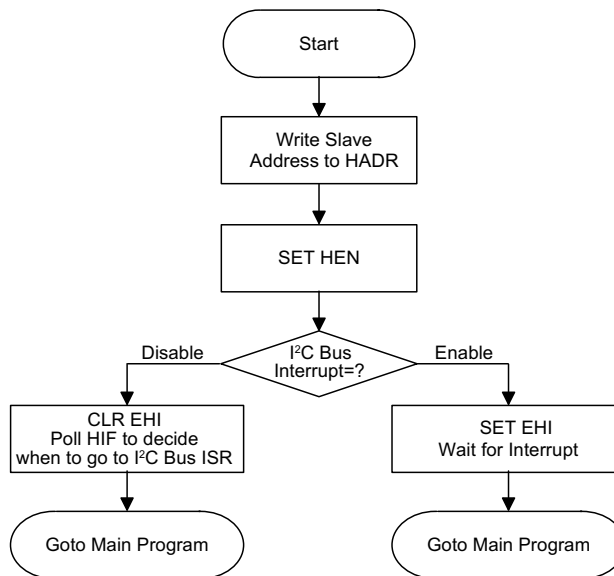 Start
Write Slave
Address to HADR
SET HEN
I²C Bus
Interrupt=?
Disable
Enable
CLR EHI
Poll HIF to decide
when to go to I²C Bus ISR
SET EHI
Wait for Interrupt
Goto Main Program
Goto Main Program